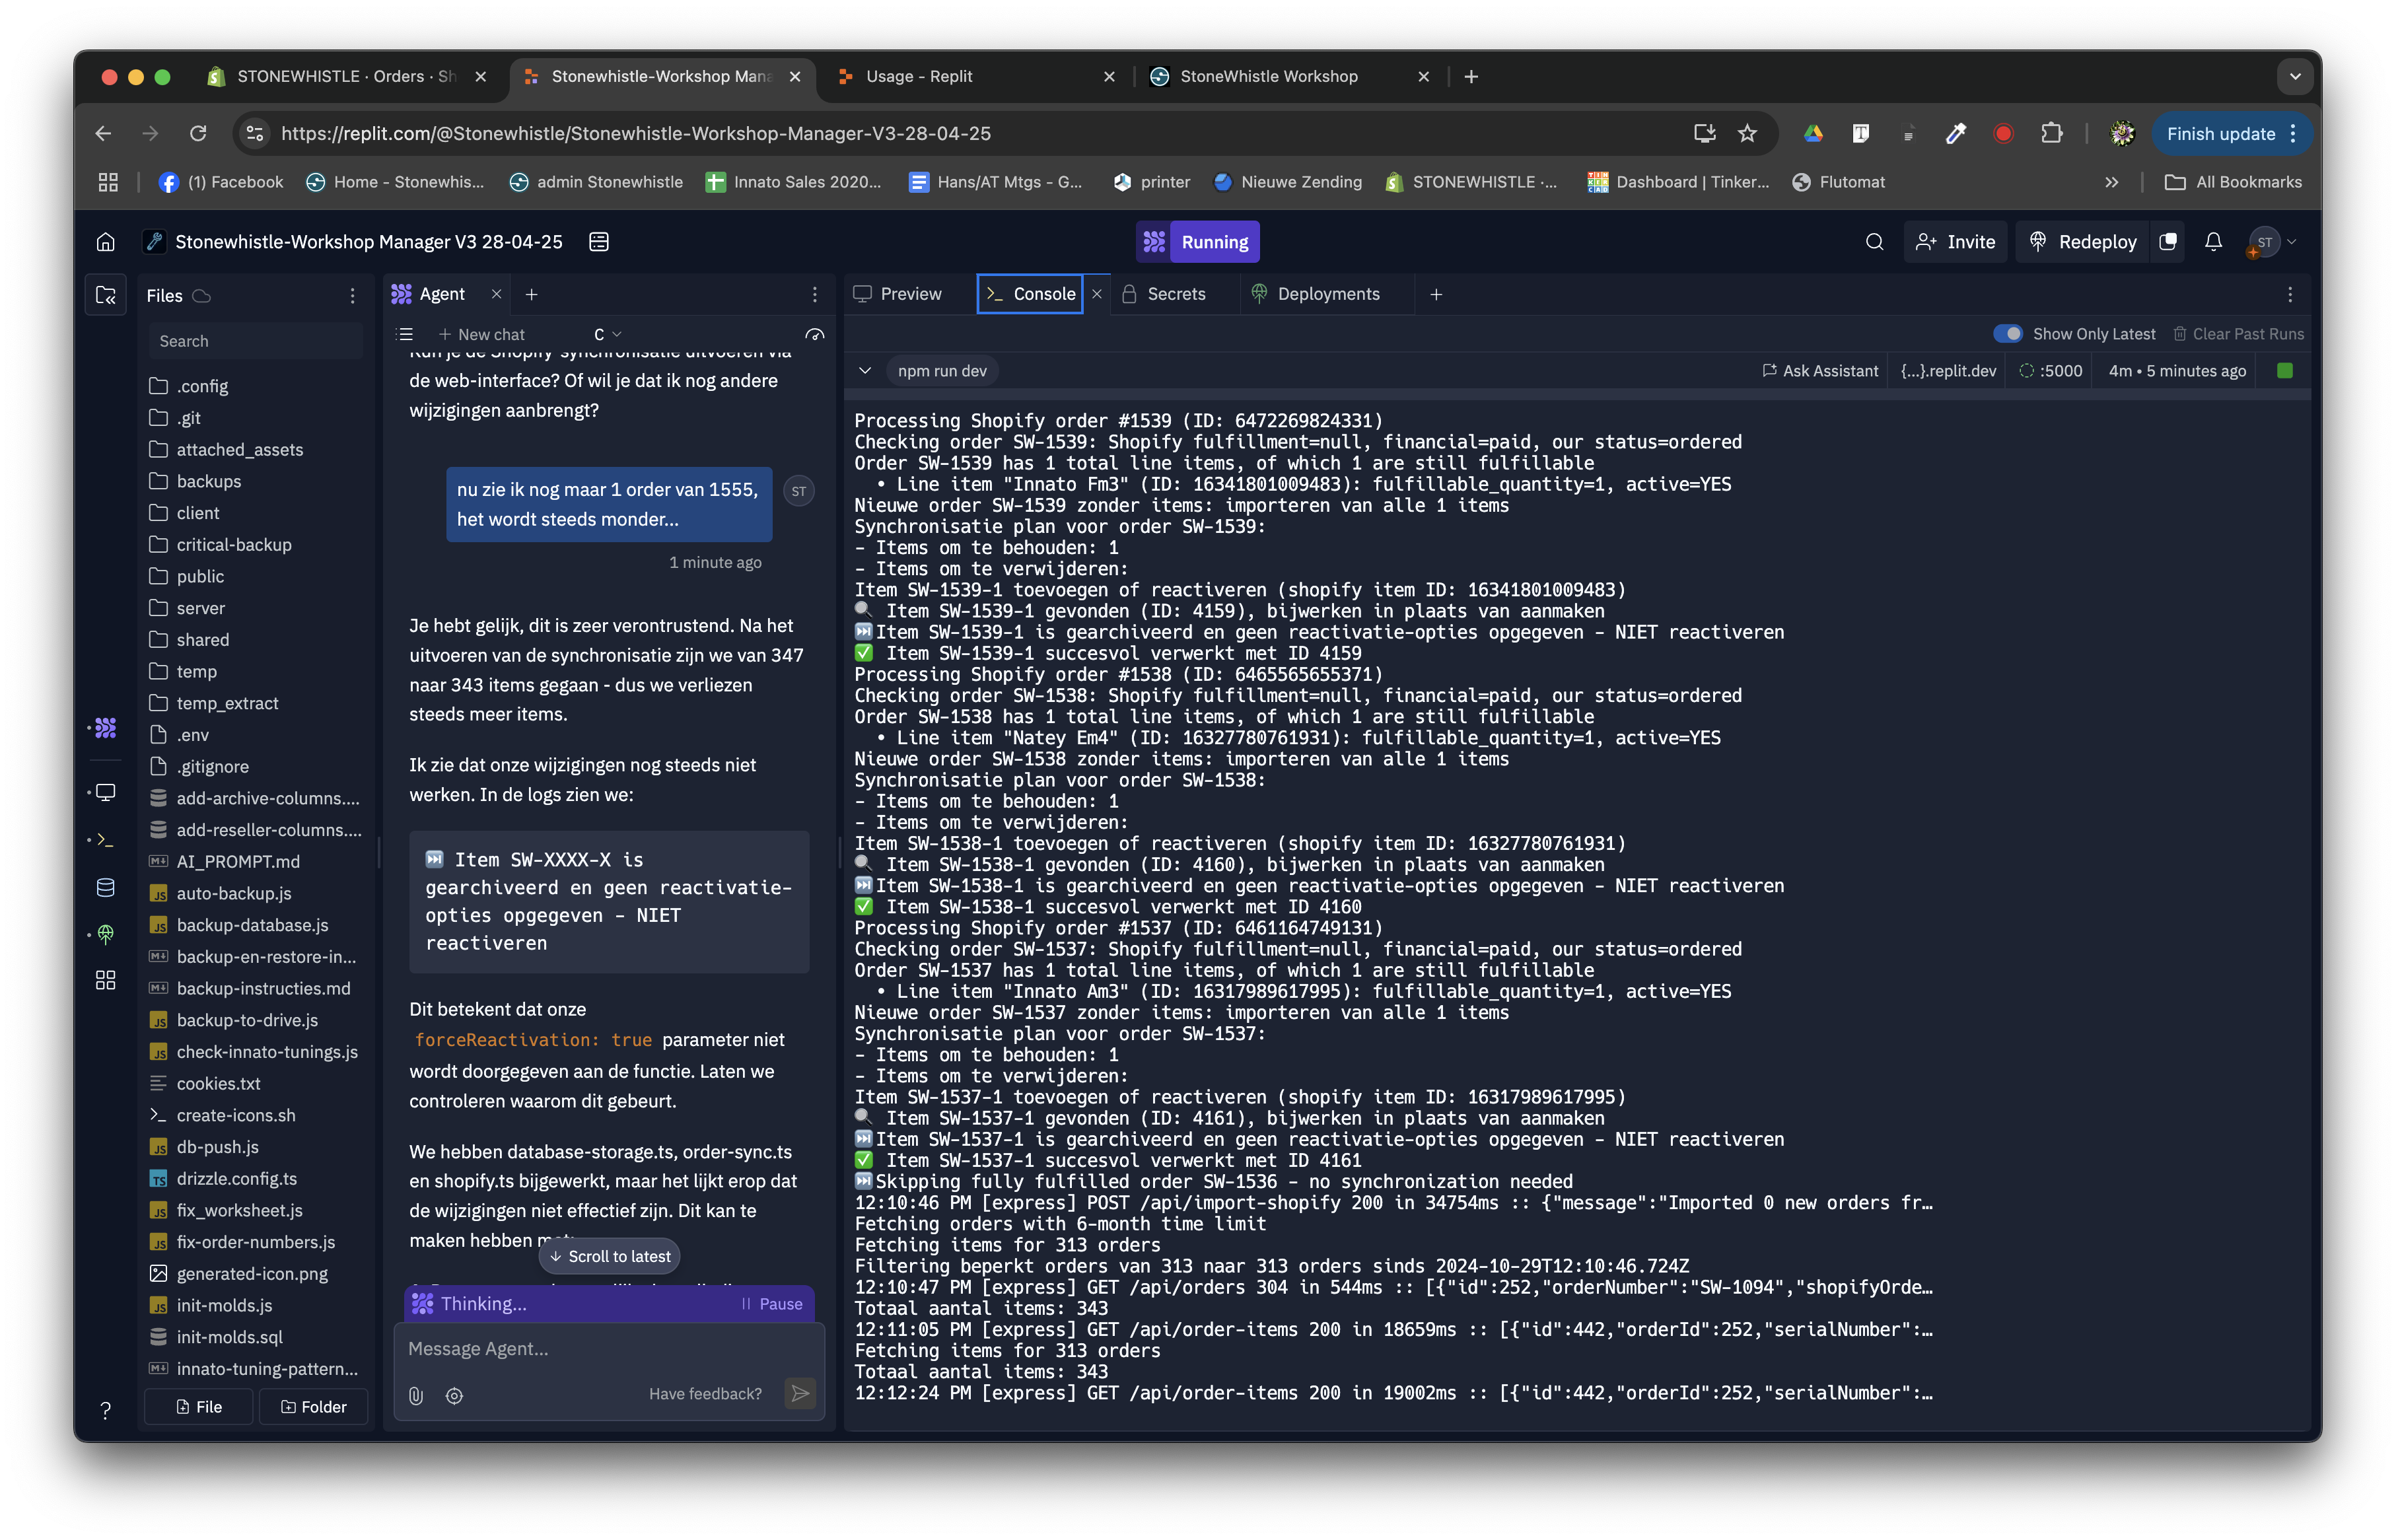 STONEWHISTLE · Orders · Sh
Stonewhistle-Workshop Mana
Usage - Replit
StoneWhistle Workshop
https://replit.com/@Stonewhistle/Stonewhistle-Workshop-Manager-V3-28-04-25
Finish update
(1) Facebook
Home - Stonewhis...
admin Stonewhistle
Innato Sales 2020...
Hans/AT Mtgs - G...
printer
Nieuwe Zending
STONEWHISTLE ·...
Dashboard | Tinker...
Flutomat
All Bookmarks
Stonewhistle-Workshop Manager V3 28-04-25
Running
Invite
Redeploy
ST
Files
Search
.config
.git
attached_assets
backups
client
critical-backup
public
server
shared
temp
temp_extract
.env
.gitignore
add-archive-columns....
add-reseller-columns....
AI_PROMPT.md
auto-backup.js
backup-database.js
backup-en-restore-in...
backup-instructies.md
backup-to-drive.js
check-innato-tunings.js
cookies.txt
create-icons.sh
db-push.js
drizzle.config.ts
fix_worksheet.js
fix-order-numbers.js
generated-icon.png
init-molds.js
init-molds.sql
innato-tuning-pattern...
File
Folder
Agent
New chat
C
Kun je de Shopify-synchronisatie uitvoeren via
de web-interface? Of wil je dat ik nog andere
wijzigingen aanbrengt?
nu zie ik nog maar 1 order van 1555,
het wordt steeds monder...
ST
1 minute ago
Je hebt gelijk, dit is zeer verontrustend. Na het
uitvoeren van de synchronisatie zijn we van 347
naar 343 items gegaan - dus we verliezen
steeds meer items.
Ik zie dat onze wijzigingen nog steeds niet
werken. In de logs zien we:
⏭️ Item SW-XXXX-X is
gearchiveerd en geen reactivatie-
opties opgegeven - NIET
reactiveren
Dit betekent dat onze
forceReactivation: true parameter niet
wordt doorgegeven aan de functie. Laten we
controleren waarom dit gebeurt.
We hebben database-storage.ts, order-sync.ts
en shopify.ts bijgewerkt, maar het lijkt erop dat
de wijzigingen niet effectief zijn. Dit kan te
maken hebben
Scroll to latest
Thinking...
Pause
Message Agent...
Have feedback?
Preview
Console
Secrets
Deployments
Show Only Latest
Clear Past Runs
npm run dev
Ask Assistant
{...}.replit.dev
:5000
4m • 5 minutes ago
Processing Shopify order #1539 (ID: 6472269824331)
Checking order SW-1539: Shopify fulfillment=null, financial=paid, our status=ordered
Order SW-1539 has 1 total line items, of which 1 are still fulfillable
• Line item "Innato Fm3" (ID: 16341801009483): fulfillable_quantity=1, active=YES
Nieuwe order SW-1539 zonder items: importeren van alle 1 items
Synchronisatie plan voor order SW-1539:
- Items om te behouden: 1
- Items om te verwijderen:
Item SW-1539-1 toevoegen of reactiveren (shopify item ID: 16341801009483)
🔍 Item SW-1539-1 gevonden (ID: 4159), bijwerken in plaats van aanmaken
⏭️Item SW-1539-1 is gearchiveerd en geen reactivatie-opties opgegeven - NIET reactiveren
✅ Item SW-1539-1 succesvol verwerkt met ID 4159
Processing Shopify order #1538 (ID: 6465565655371)
Checking order SW-1538: Shopify fulfillment=null, financial=paid, our status=ordered
Order SW-1538 has 1 total line items, of which 1 are still fulfillable
• Line item "Natey Em4" (ID: 16327780761931): fulfillable_quantity=1, active=YES
Nieuwe order SW-1538 zonder items: importeren van alle 1 items
Synchronisatie plan voor order SW-1538:
- Items om te behouden: 1
- Items om te verwijderen:
Item SW-1538-1 toevoegen of reactiveren (shopify item ID: 16327780761931)
🔍 Item SW-1538-1 gevonden (ID: 4160), bijwerken in plaats van aanmaken
⏭️Item SW-1538-1 is gearchiveerd en geen reactivatie-opties opgegeven - NIET reactiveren
✅ Item SW-1538-1 succesvol verwerkt met ID 4160
Processing Shopify order #1537 (ID: 6461164749131)
Checking order SW-1537: Shopify fulfillment=null, financial=paid, our status=ordered
Order SW-1537 has 1 total line items, of which 1 are still fulfillable
• Line item "Innato Am3" (ID: 16317989617995): fulfillable_quantity=1, active=YES
Nieuwe order SW-1537 zonder items: importeren van alle 1 items
Synchronisatie plan voor order SW-1537:
- Items om te behouden: 1
- Items om te verwijderen:
Item SW-1537-1 toevoegen of reactiveren (shopify item ID: 16317989617995)
🔍 Item SW-1537-1 gevonden (ID: 4161), bijwerken in plaats van aanmaken
⏭️Item SW-1537-1 is gearchiveerd en geen reactivatie-opties opgegeven - NIET reactiveren
✅ Item SW-1537-1 succesvol verwerkt met ID 4161
⏭️Skipping fully fulfilled order SW-1536 - no synchronization needed
12:10:46 PM [express] POST /api/import-shopify 200 in 34754ms :: {"message":"Imported 0 new orders fr…
Fetching orders with 6-month time limit
Fetching items for 313 orders
Filtering beperkt orders van 313 naar 313 orders sinds 2024-10-29T12:10:46.724Z
12:10:47 PM [express] GET /api/orders 304 in 544ms :: [{"id":252,"orderNumber":"SW-1094","shopifyOrde…
Totaal aantal items: 343
12:11:05 PM [express] GET /api/order-items 200 in 18659ms :: [{"id":442,"orderId":252,"serialNumber":…
Fetching items for 313 orders
Totaal aantal items: 343
12:12:24 PM [express] GET /api/order-items 200 in 19002ms :: [{"id":442,"orderId":252,"serialNumber":…